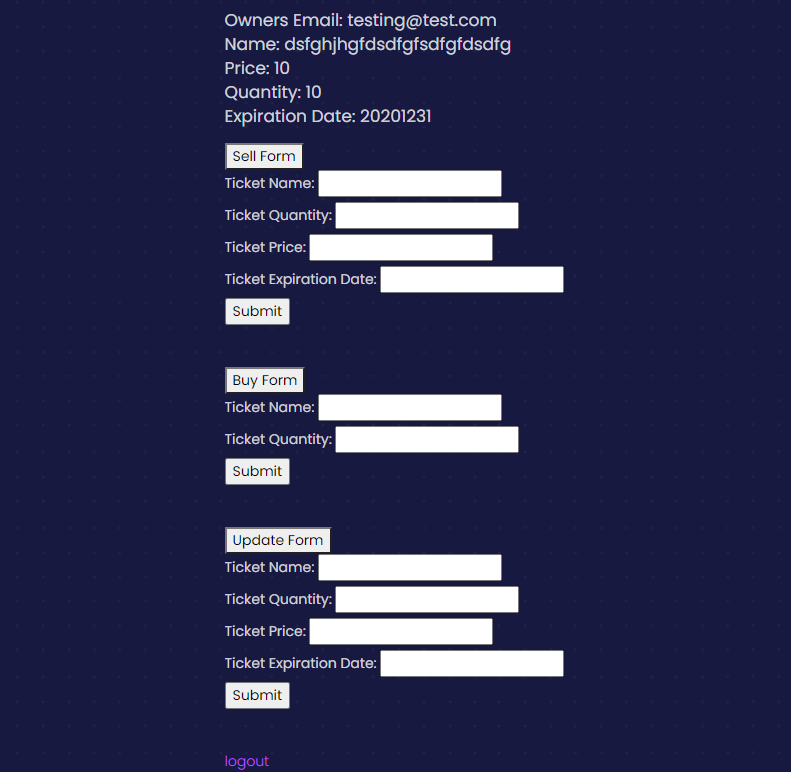 Owners Email: testing@test.com
Name: dsfghjhgfdsdfgfsdfgfdsdfg
Price: 10
Quantity: 10
Expiration Date: 20201231
Sell Form
Ticket Name:
Ticket Quantity:
Ticket Price:
Ticket Expiration Date:
Submit
Buy Form
Ticket Name:
Ticket Quantity:
Submit
Update Form
Ticket Name:
Ticket Quantity:
Ticket Price:
Ticket Expiration Date:
Submit
logout